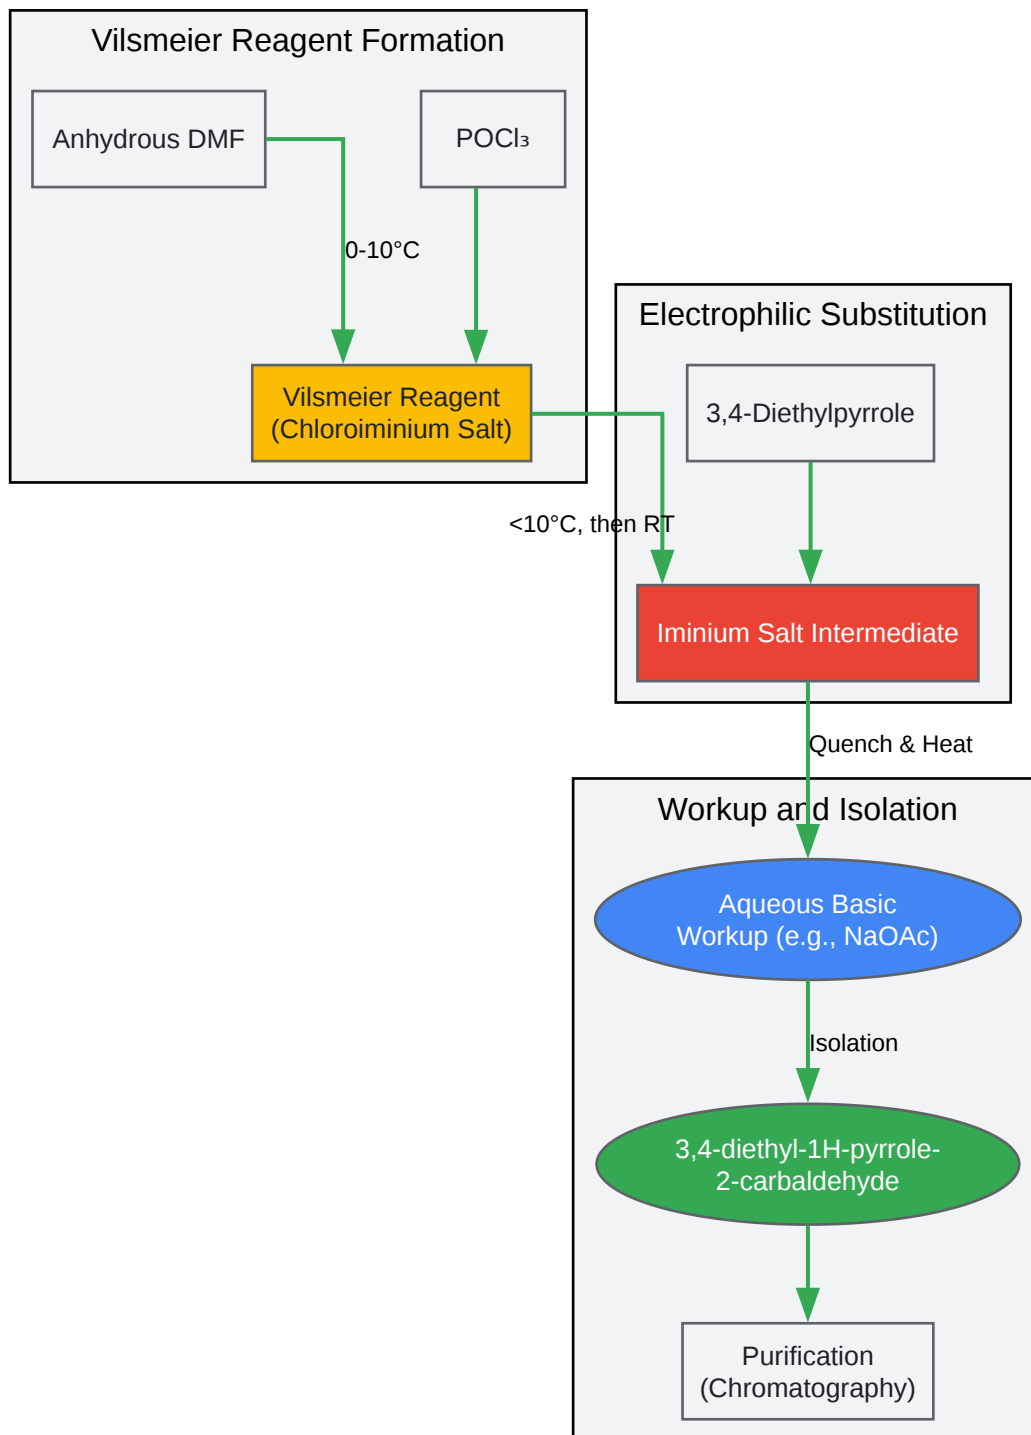 Vilsmeier Reagent Formation
Anhydrous DMF
POCl₃
0-10°C
Vilsmeier Reagent
(Chloroiminium Salt)
Electrophilic Substitution
3,4-Diethylpyrrole
<10°C, then RT
Iminium Salt Intermediate
Quench & Heat
Workup and Isolation
Aqueous Basic
Workup (e.g., NaOAc)
Isolation
3,4-diethyl-1H-pyrrole-
2-carbaldehyde
Purification
(Chromatography)